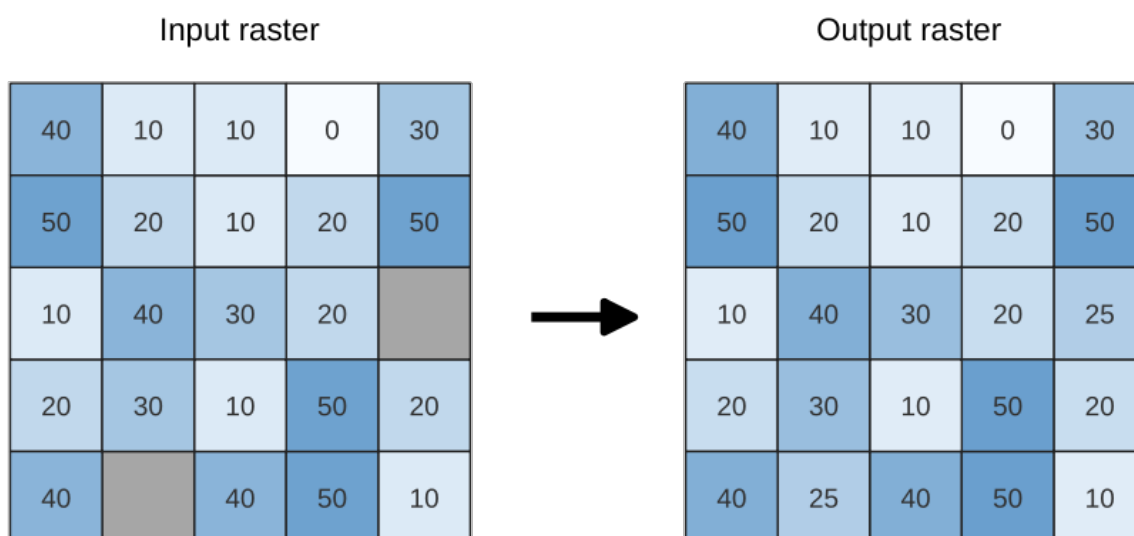 Input raster Output raster
40 10 10 0 30 40 10 10 0 30
50 20 10 20 50 50 20 10 20 50
10 40 30 20 10 40 30 20 25
20 30 10 50 20 20 30 10 50 20
40 40 50 10 40 25 40 50 10